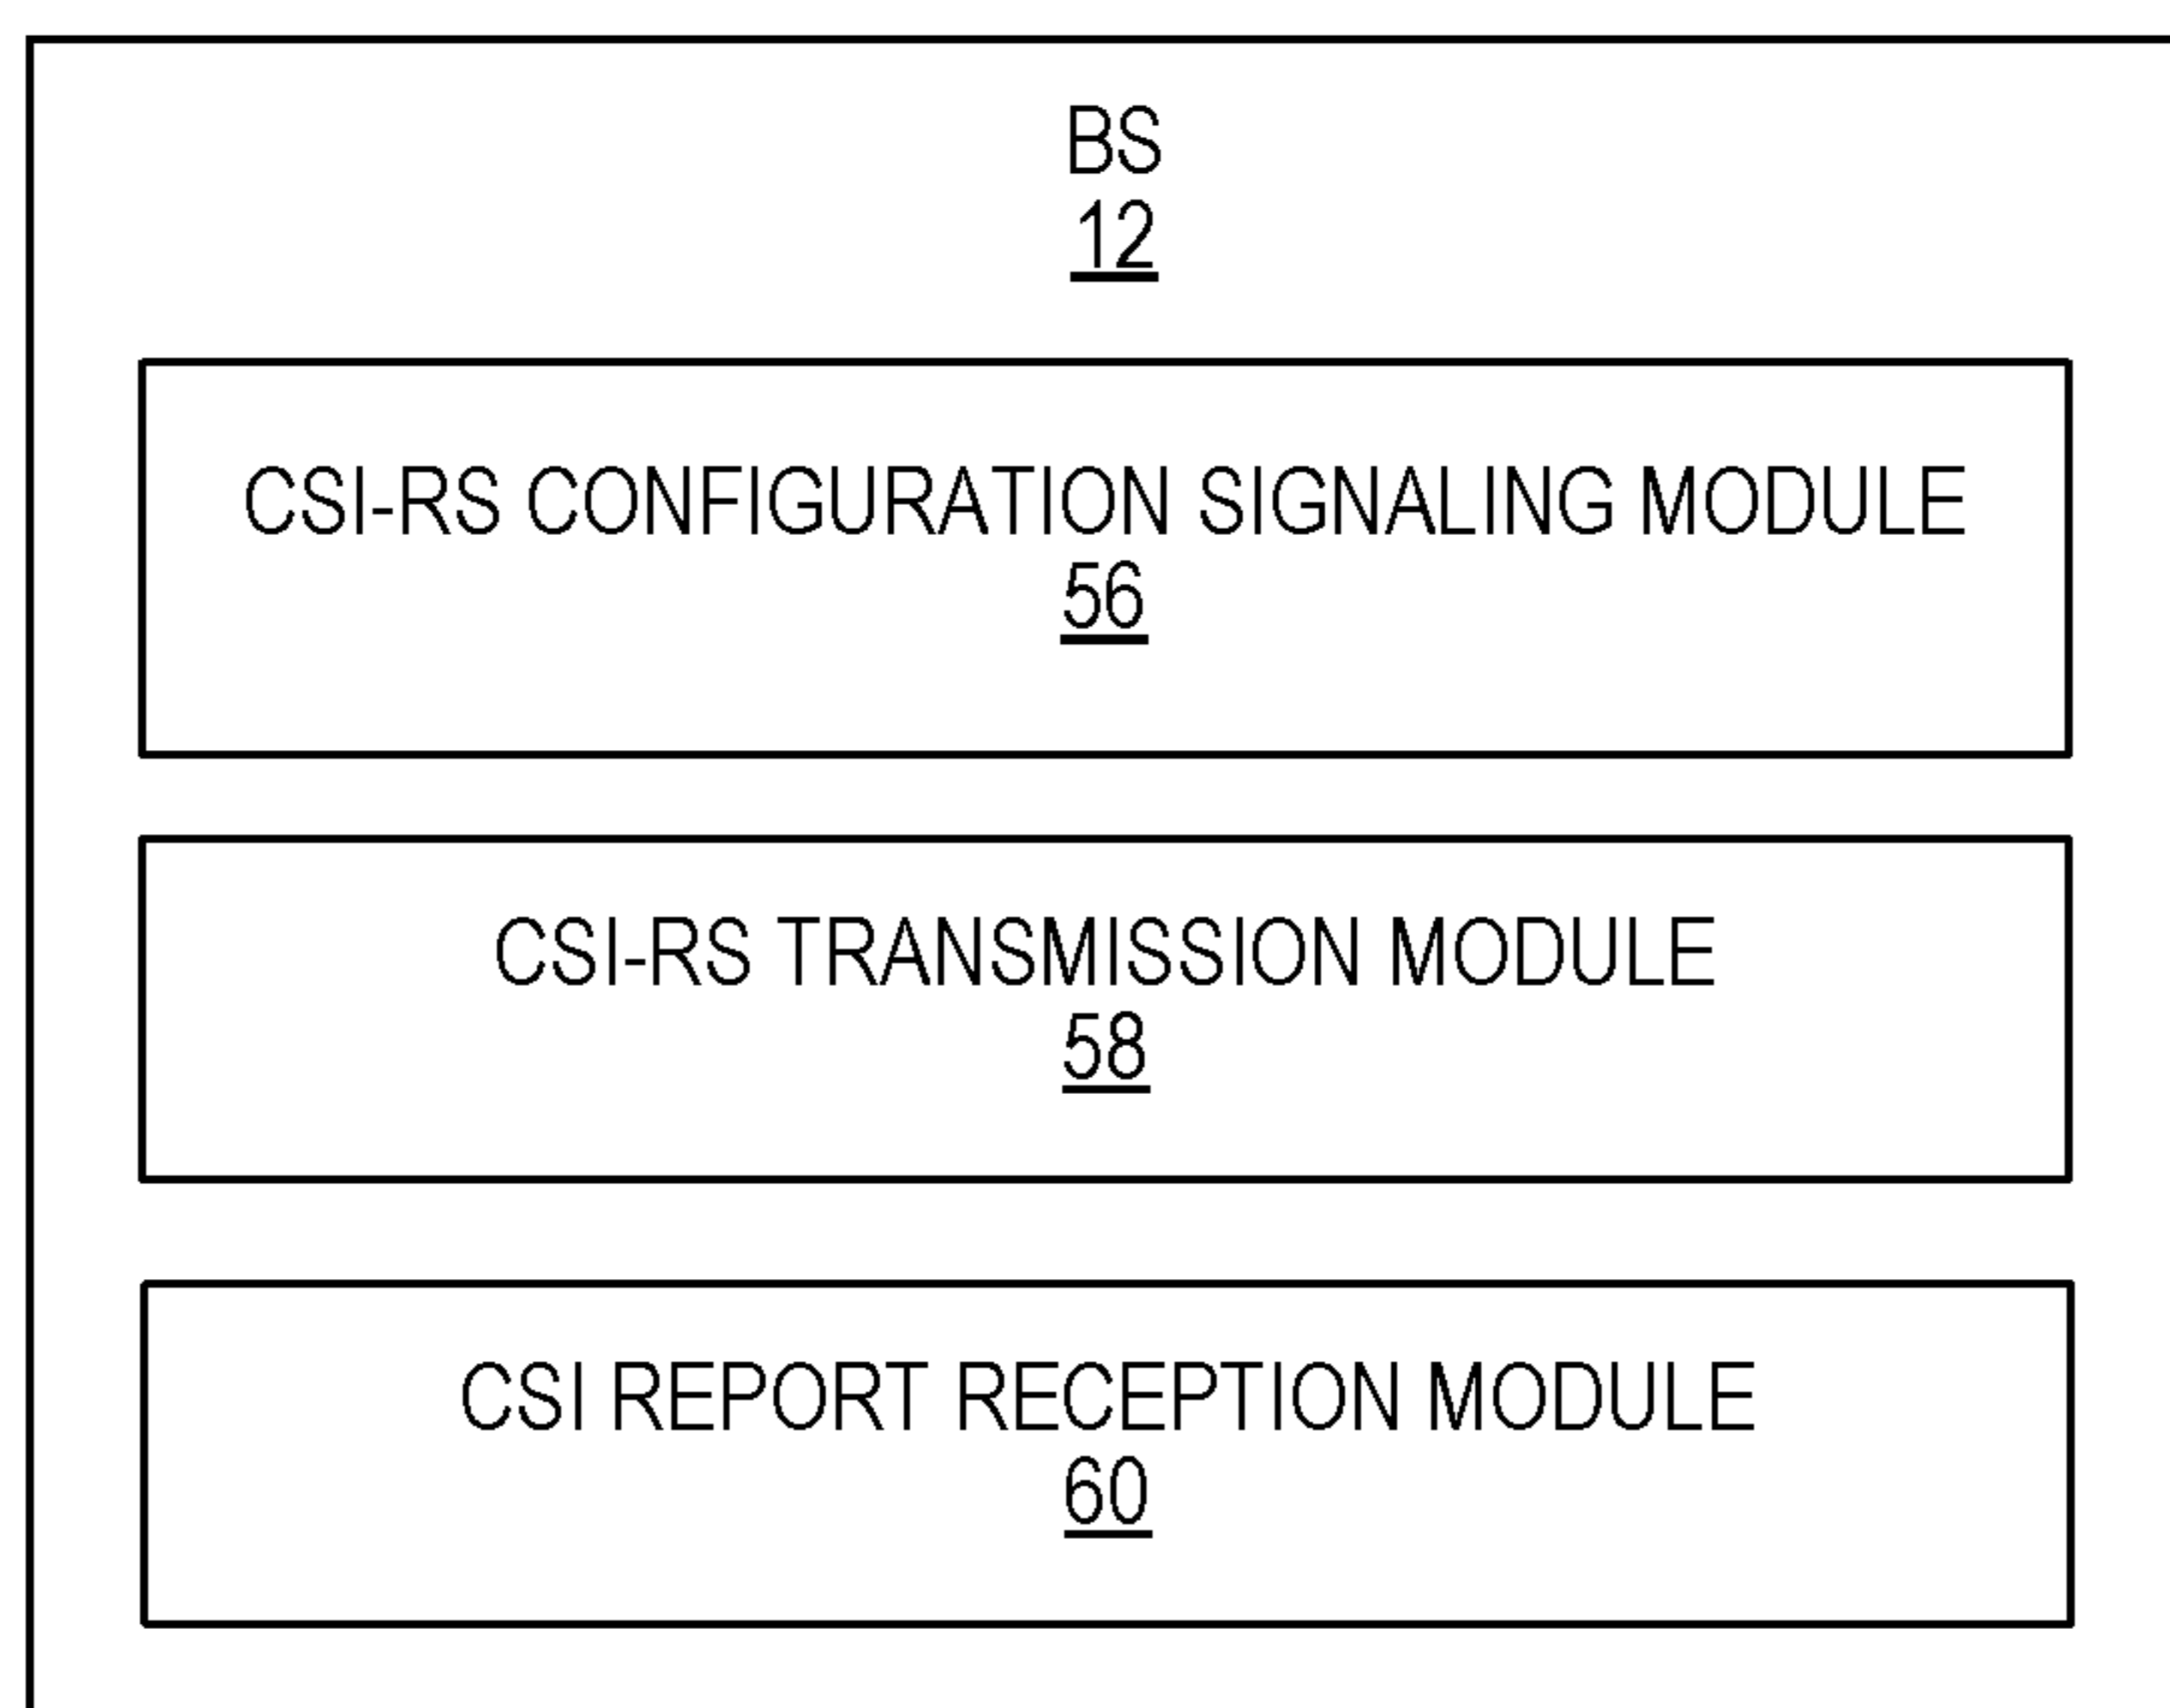 BS
12
CSI-RS CONFIGURATION SIGNALING MODULE
56
CSI-RS TRANSMISSION MODULE
58
CSI REPORT RECEPTION MODULE
60